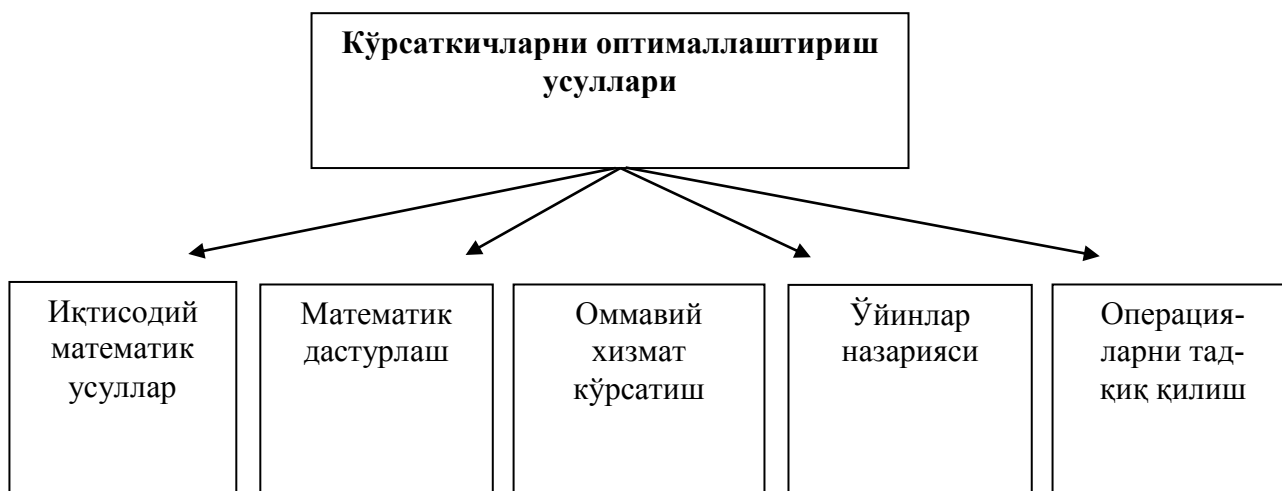 Кўрсаткичларни оптималлаштириш
усуллари
Иқтисодий
математик
усуллар
Математик
дастурлаш
Оммавий
хизмат
кўрсатиш
Ўйинлар
назарияси
Операция-
ларни тад-
қиқ қилиш